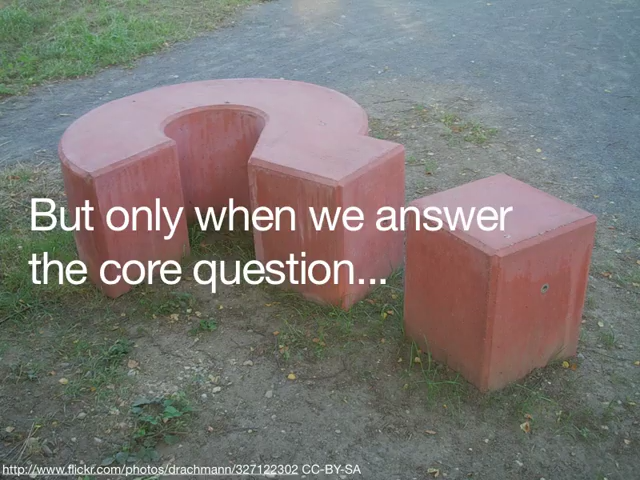 But only when we answer
the core question...
http://www.flickr.com/photos/drachmann/327122302 CC-BY-SA